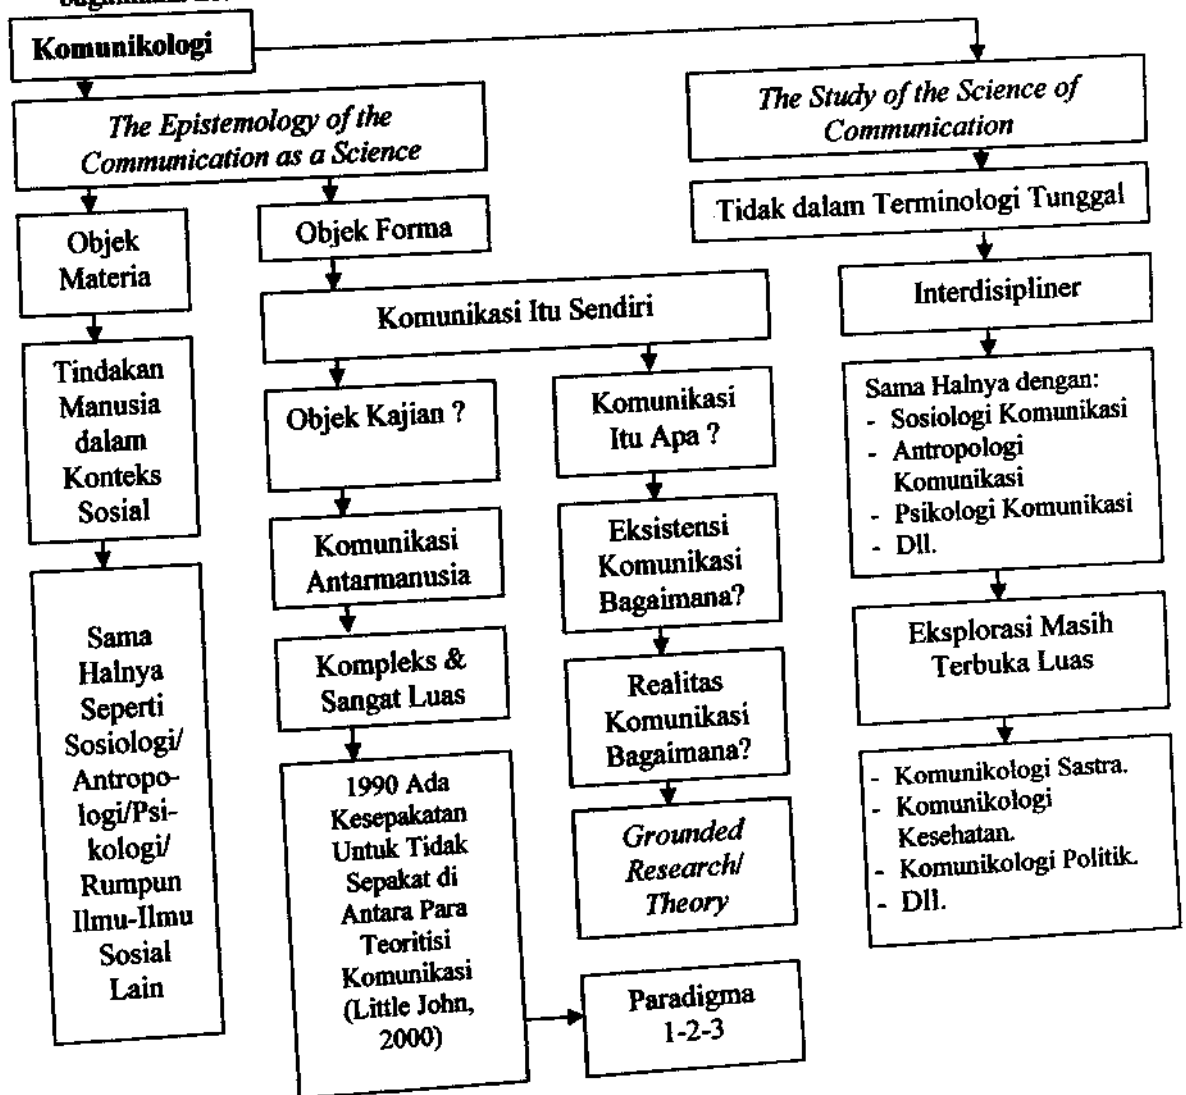 Komunikologi
The Epistemology of the
Communication as a Science
Objek
Materia
Tindakan
Manusia
dalam
Konteks
Sosial
Sama
Halnya
Seperti
Sosiologi/
Antropo-
logi/Psi-
kologi/
Rumpun
Ilmu-Ilmu
Sosial
Lain
Objek Forma
Komunikasi Itu Sendiri
Objek Kajian ?
Komunikasi
Antarmanusia
Kompleks &
Sangat Luas
1990 Ada
Kesepakatan
Untuk Tidak
Sepakat di
Antara Para
Teoritisi
Komunikasi
(Little John,
2000)
Paradigma
1-2-3
Komunikasi
Itu Apa ?
Eksistensi
Komunikasi
Bagaimana?
Realitas
Komunikasi
Bagaimana?
Grounded
Research/
Theory
The Study of the Science of
Communication
Tidak dalam Terminologi Tunggal
Interdisipliner
Sama Halnya dengan:
- Sosiologi Komunikasi
- Antropologi
Komunikasi
- Psikologi Komunikasi
- Dll.
Eksplorasi Masih
Terbuka Luas
- Komunikologi Sastra.
- Komunikologi
Kesehatan.
- Komunikologi Politik.
- Dll.